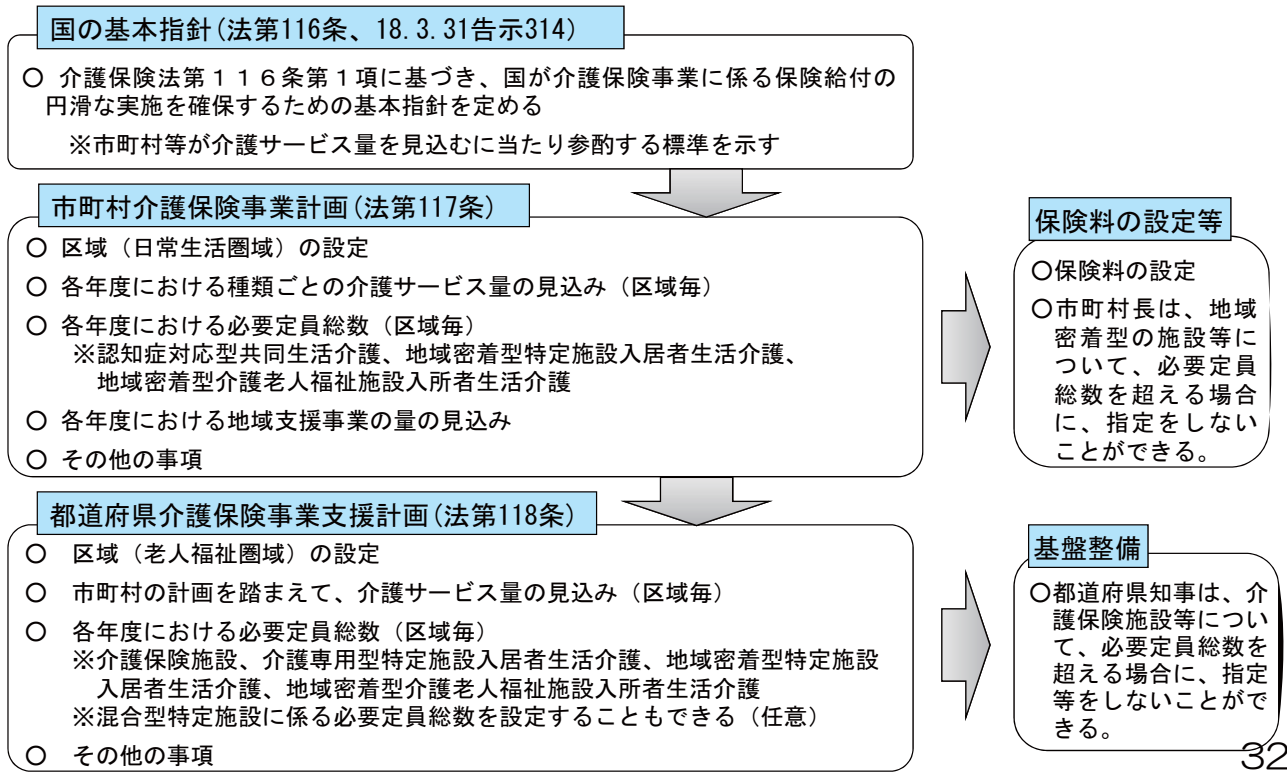 国の基本指針(法第116条、18.3.31告示314)
○ 介護保険法第116条第1項に基づき、国が介護保険事業に係る保険給付の
円滑な実施を確保するための基本指針を定める
※市町村等が介護サービス量を見込むに当たり参酌する標準を示す
市町村介護保険事業計画(法第117条)
○ 区域(日常生活圏域)の設定
○ 各年度における種類ごとの介護サービス量の見込み(区域毎)
○ 各年度における必要定員総数(区域毎)
※認知症対応型共同生活介護、地域密着型特定施設入居者生活介護、
地域密着型介護老人福祉施設入所者生活介護
○ 各年度における地域支援事業の量の見込み
○ その他の事項
保険料の設定等
○保険料の設定
○市町村長は、地域
密着型の施設等に
ついて、必要定員
総数を超える場合
に、指定をしない
ことができる。
都道府県介護保険事業支援計画(法第118条)
○ 区域(老人福祉圏域)の設定
○ 市町村の計画を踏まえて、介護サービス量の見込み(区域毎)
○ 各年度における必要定員総数(区域毎)
※介護保険施設、介護専用型特定施設入居者生活介護、地域密着型特定施設
入居者生活介護、地域密着型介護老人福祉施設入所者生活介護
※混合型特定施設に係る必要定員総数を設定することもできる(任意)
○ その他の事項
基盤整備
○都道府県知事は、介
護保険施設等につい
て、必要定員総数を
超える場合に、指定
等をしないことがで
きる。
32